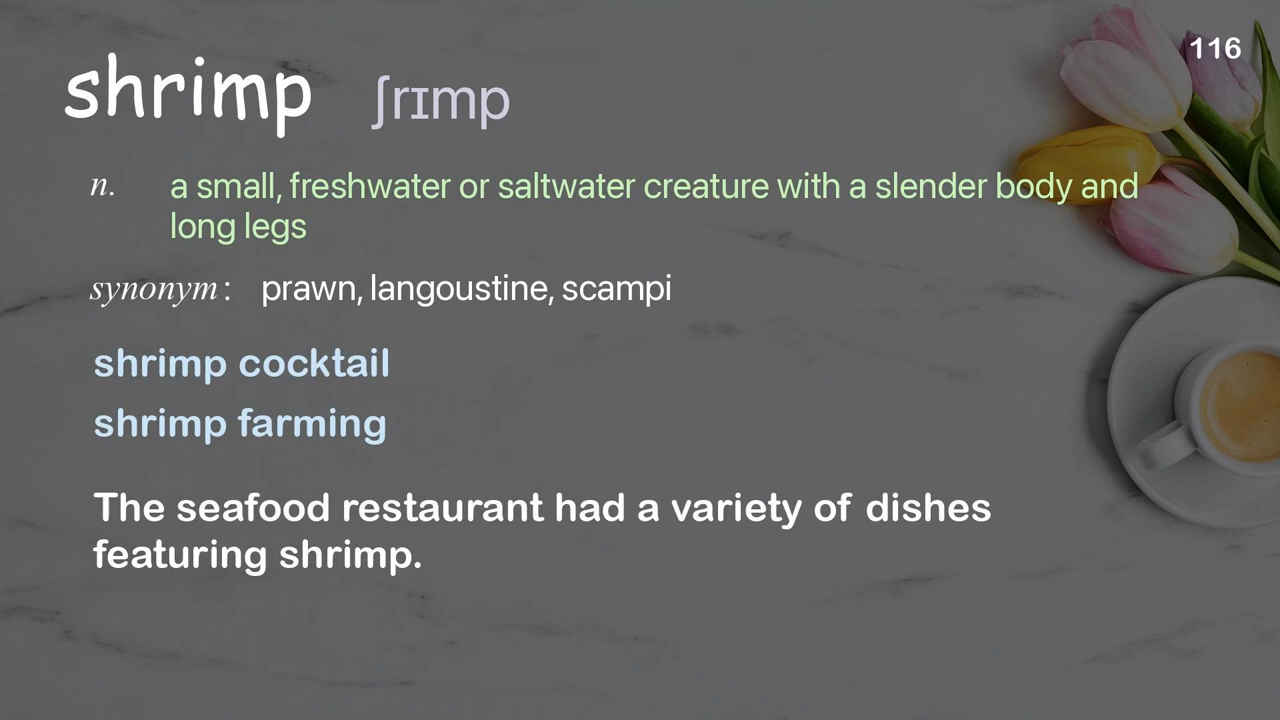 116
shrimp ʃrɪmp
n. a small, freshwater or saltwater creature with a slender body and
long legs
synonym: prawn, langoustine, scampi
shrimp cocktail
shrimp farming
The seafood restaurant had a variety of dishes
featuring shrimp.